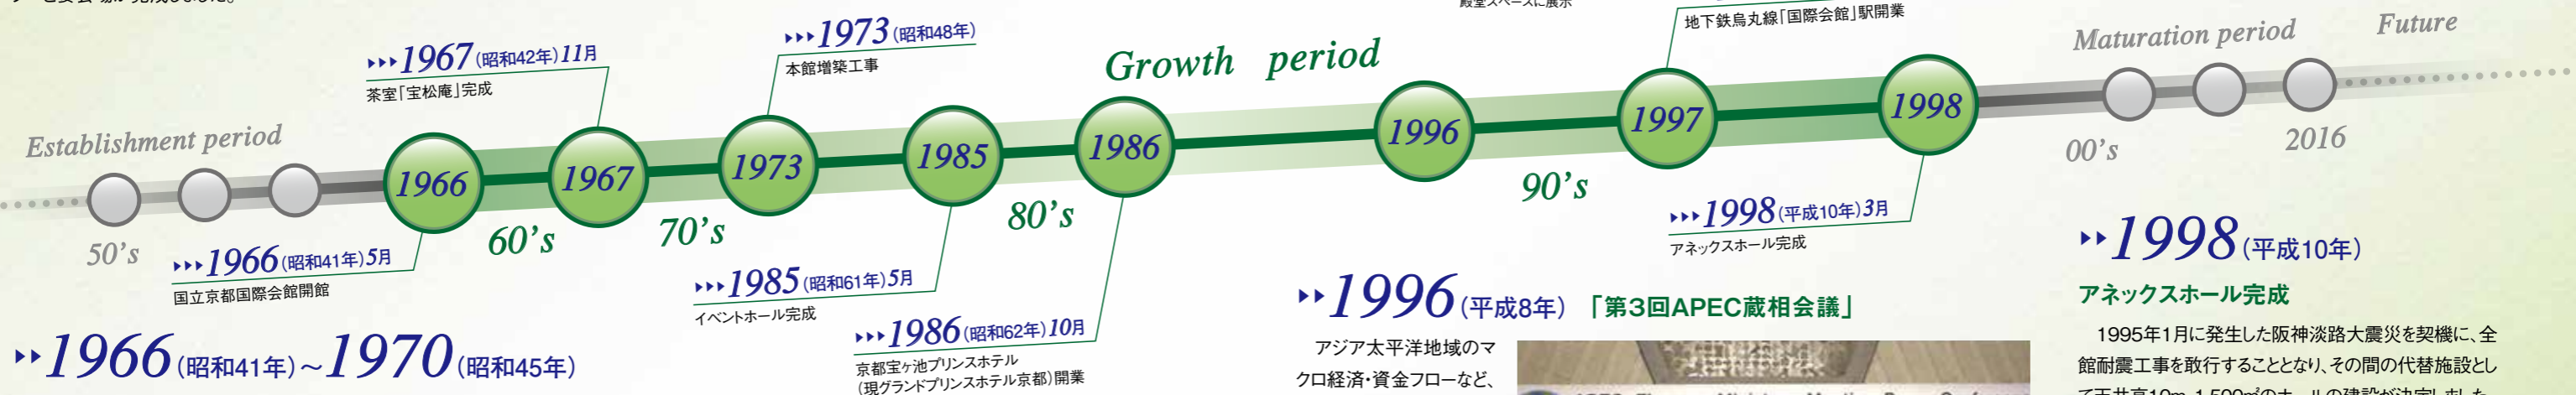 殿堂スペースに展示
地下鉄烏丸線「国際会館」駅開業
▸▸▸1967(昭和42年)11月
茶室「宝松庵」完成
▸▸▸1973(昭和48年)
本館増築工事
Growth period
Maturation period
Future
Establishment period
1966
1967
1973
1985
1986
1996
1997
1998
50's
60's
70's
80's
90's
00's
2016
▸▸▸1966(昭和41年)5月
国立京都国際会館開館
▸▸▸1985(昭和61年)5月
イベントホール完成
▸▸▸1986(昭和62年)10月
京都宝ヶ池プリンスホテル
(現グランドプリンスホテル京都)開業
▸▸▸1998(平成10年)3月
アネックスホール完成
▸▸1966(昭和41年)~1970(昭和45年)
▸▸1996(平成8年)「第3回APEC蔵相会議」
アジア太平洋地域のマ
クロ経済・資金フローなど、
▸▸1998(平成10年)
アネックスホール完成
1995年1月に発生した阪神淡路大震災を契機に、全
館耐震工事を敢行することとなり、その間の代替施設とし